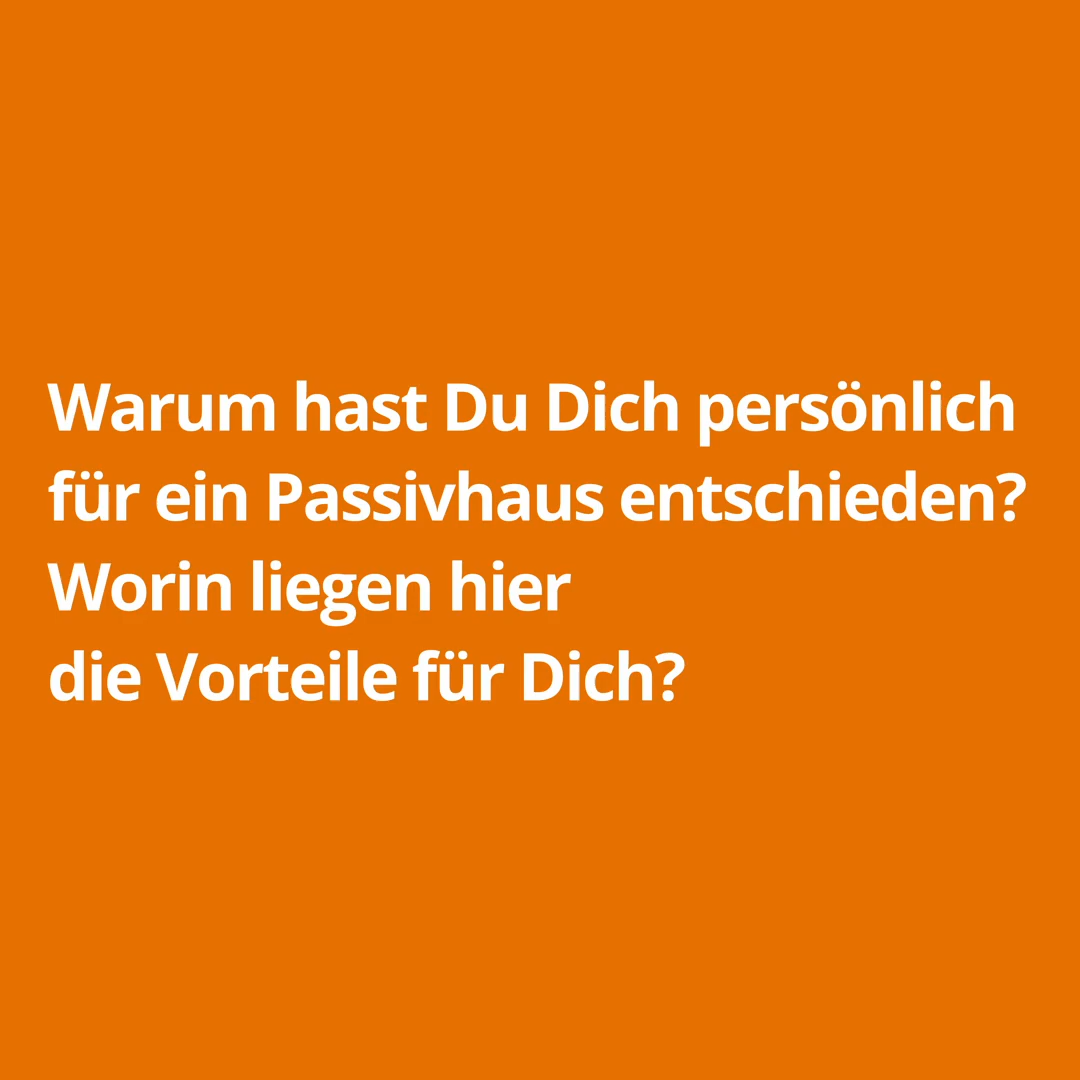 Warum hast Du Dich persönlich
für ein Passivhaus entschieden?
Worin liegen hier
die Vorteile für Dich?